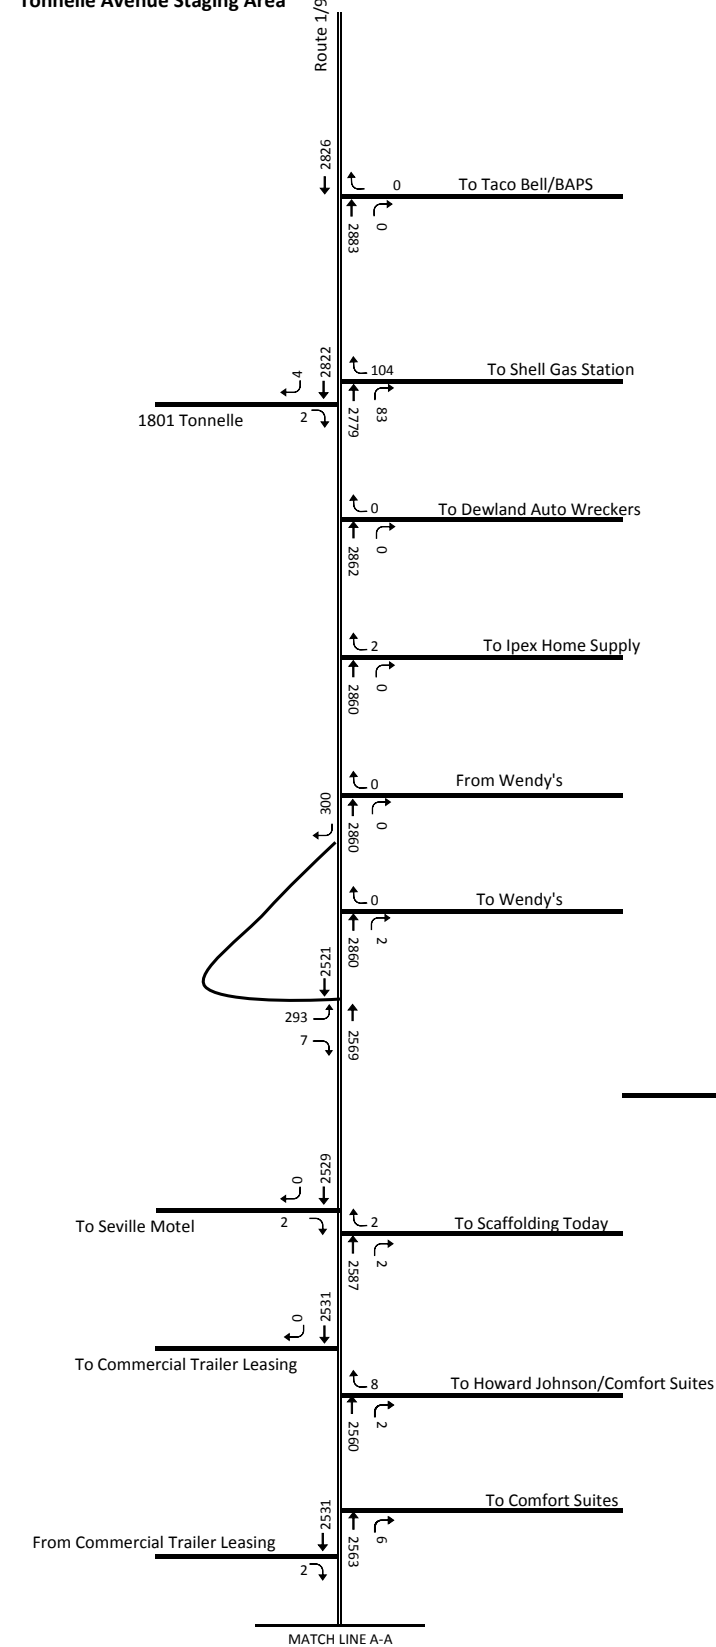 Tonnelle Avenue Staging Area
Route 1/9
2826
0 To Taco Bell/BAPS
2883
0
2822
4
104 To Shell Gas Station
2779
83
1801 Tonnelle
2
0 To Dewland Auto Wreckers
2862
0
2 To Ipex Home Supply
2860
0
0 From Wendy's
2860
0
300
0 To Wendy's
2860
2
2521
293
2569
7
2529
0
To Seville Motel
2
2 To Scaffolding Today
2587
2
2531
0
To Commercial Trailer Leasing
8 To Howard Johnson/Comfort Suites
2560
2
2531
To Comfort Suites
2563
6
From Commercial Trailer Leasing
2
MATCH LINE A-A